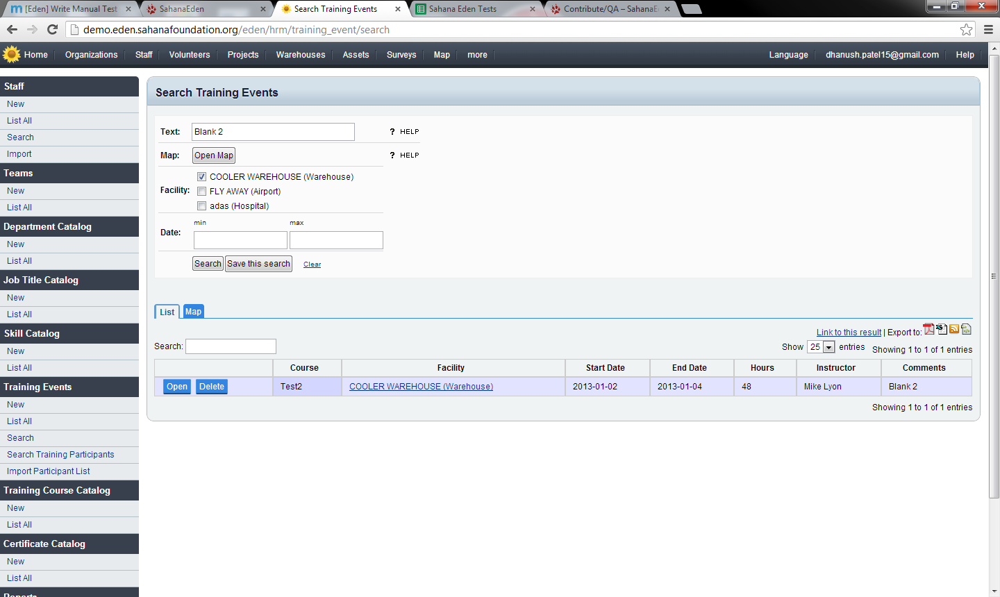 [Eden] Write Manual Test
SahanaEden
Search Training Events
Sahana Eden Tests
Contribute/QA – SahanaE
demo.eden.sahanafoundation.org/eden/hrm/training_event/search
Home Organizations Staff Volunteers Projects Warehouses Assets Surveys Map more Language dhanush.patel15@gmail.com Help
Staff
New
List All
Search
Import
Teams
New
List All
Department Catalog
New
List All
Job Title Catalog
New
List All
Skill Catalog
New
List All
Training Events
New
List All
Search
Search Training Participants
Import Participant List
Training Course Catalog
New
List All
Certificate Catalog
New
List All
Reports
Search Training Events
Text: Blank 2 ? HELP
Map: Open Map ? HELP
Facility:
COOLER WAREHOUSE (Warehouse)
FLY AWAY (Airport)
adas (Hospital)
Date:
min max
Search Save this search Clear
List Map
Link to this result | Export to:
Search: Show 25 entries Showing 1 to 1 of 1 entries
Course Facility Start Date End Date Hours Instructor Comments
Open Delete Test2 COOLER WAREHOUSE (Warehouse) 2013-01-02 2013-01-04 48 Mike Lyon Blank 2
Showing 1 to 1 of 1 entries